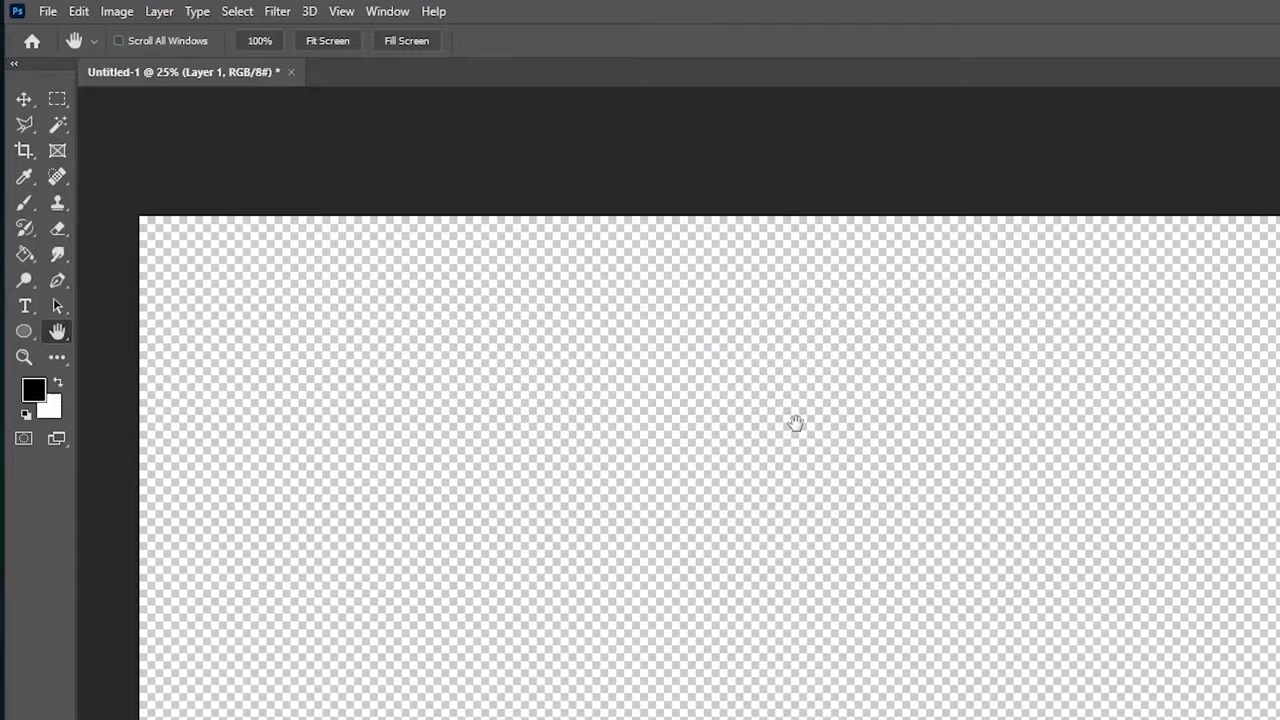 Ps File Edit Image Layer Type Select Filter 3D View Window Help
Scroll All Windows 100% Fit Screen Fill Screen
Untitled-1 @ 25% (Layer 1, RGB/8#) * ×
T